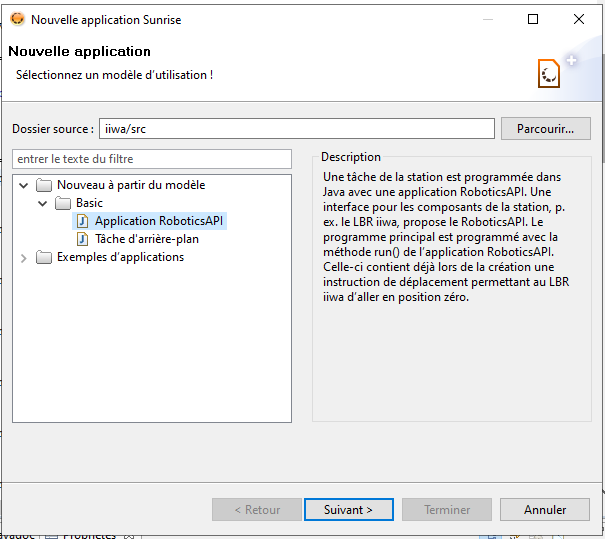 Nouvelle application Sunrise
Nouvelle application
Sélectionnez un modèle d'utilisation !
Dossier source : iiwa/src Parcourir...
entrer le texte du filtre
Nouveau à partir du modèle
Basic
Application RoboticsAPI
Tâche d'arrière-plan
Exemples d'applications
Description
Une tâche de la station est programmée dans
Java avec une application RoboticsAPI. Une
interface pour les composants de la station, p.
ex. le LBR iiwa, propose le RoboticsAPI. Le
programme principal est programmé avec la
méthode run() de l'application RoboticsAPI.
Celle-ci contient déjà lors de la création une
instruction de déplacement permettant au LBR
iiwa d'aller en position zéro.
< Retour Suivant > Terminer Annuler
Propriétés